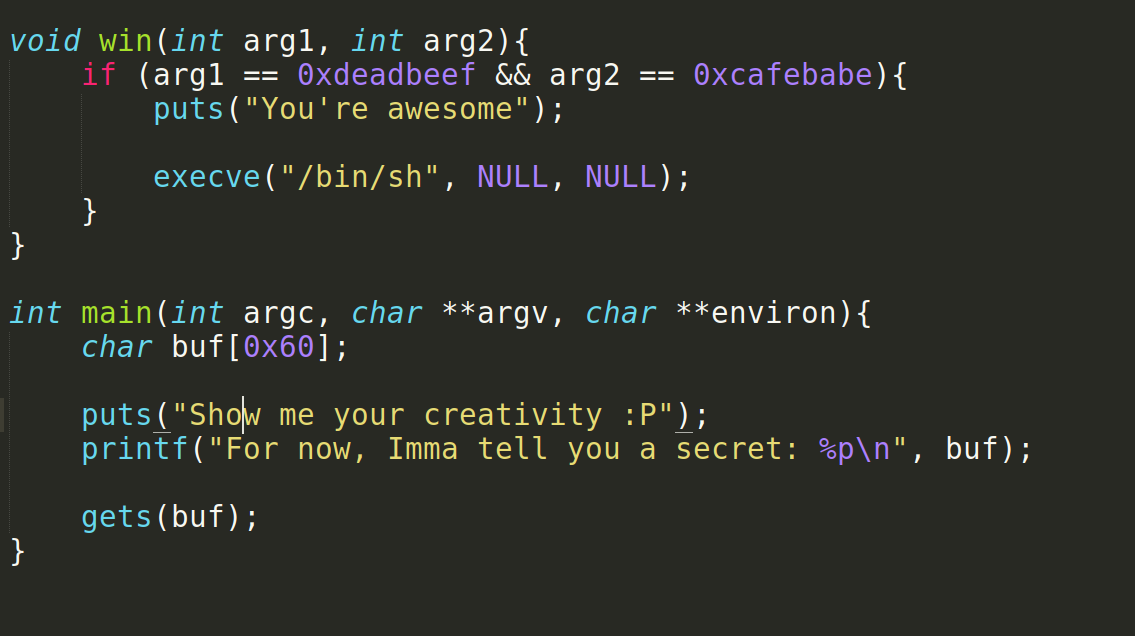 void win(int arg1, int arg2){
if (arg1 == 0xdeadbeef && arg2 == 0xcafebabe){
puts("You're awesome");
execve("/bin/sh", NULL, NULL);
}
}
int main(int argc, char **argv, char **environ){
char buf[0x60];
puts("Show me your creativity :P");
printf("For now, Imma tell you a secret: %p\n", buf);
gets(buf);
}